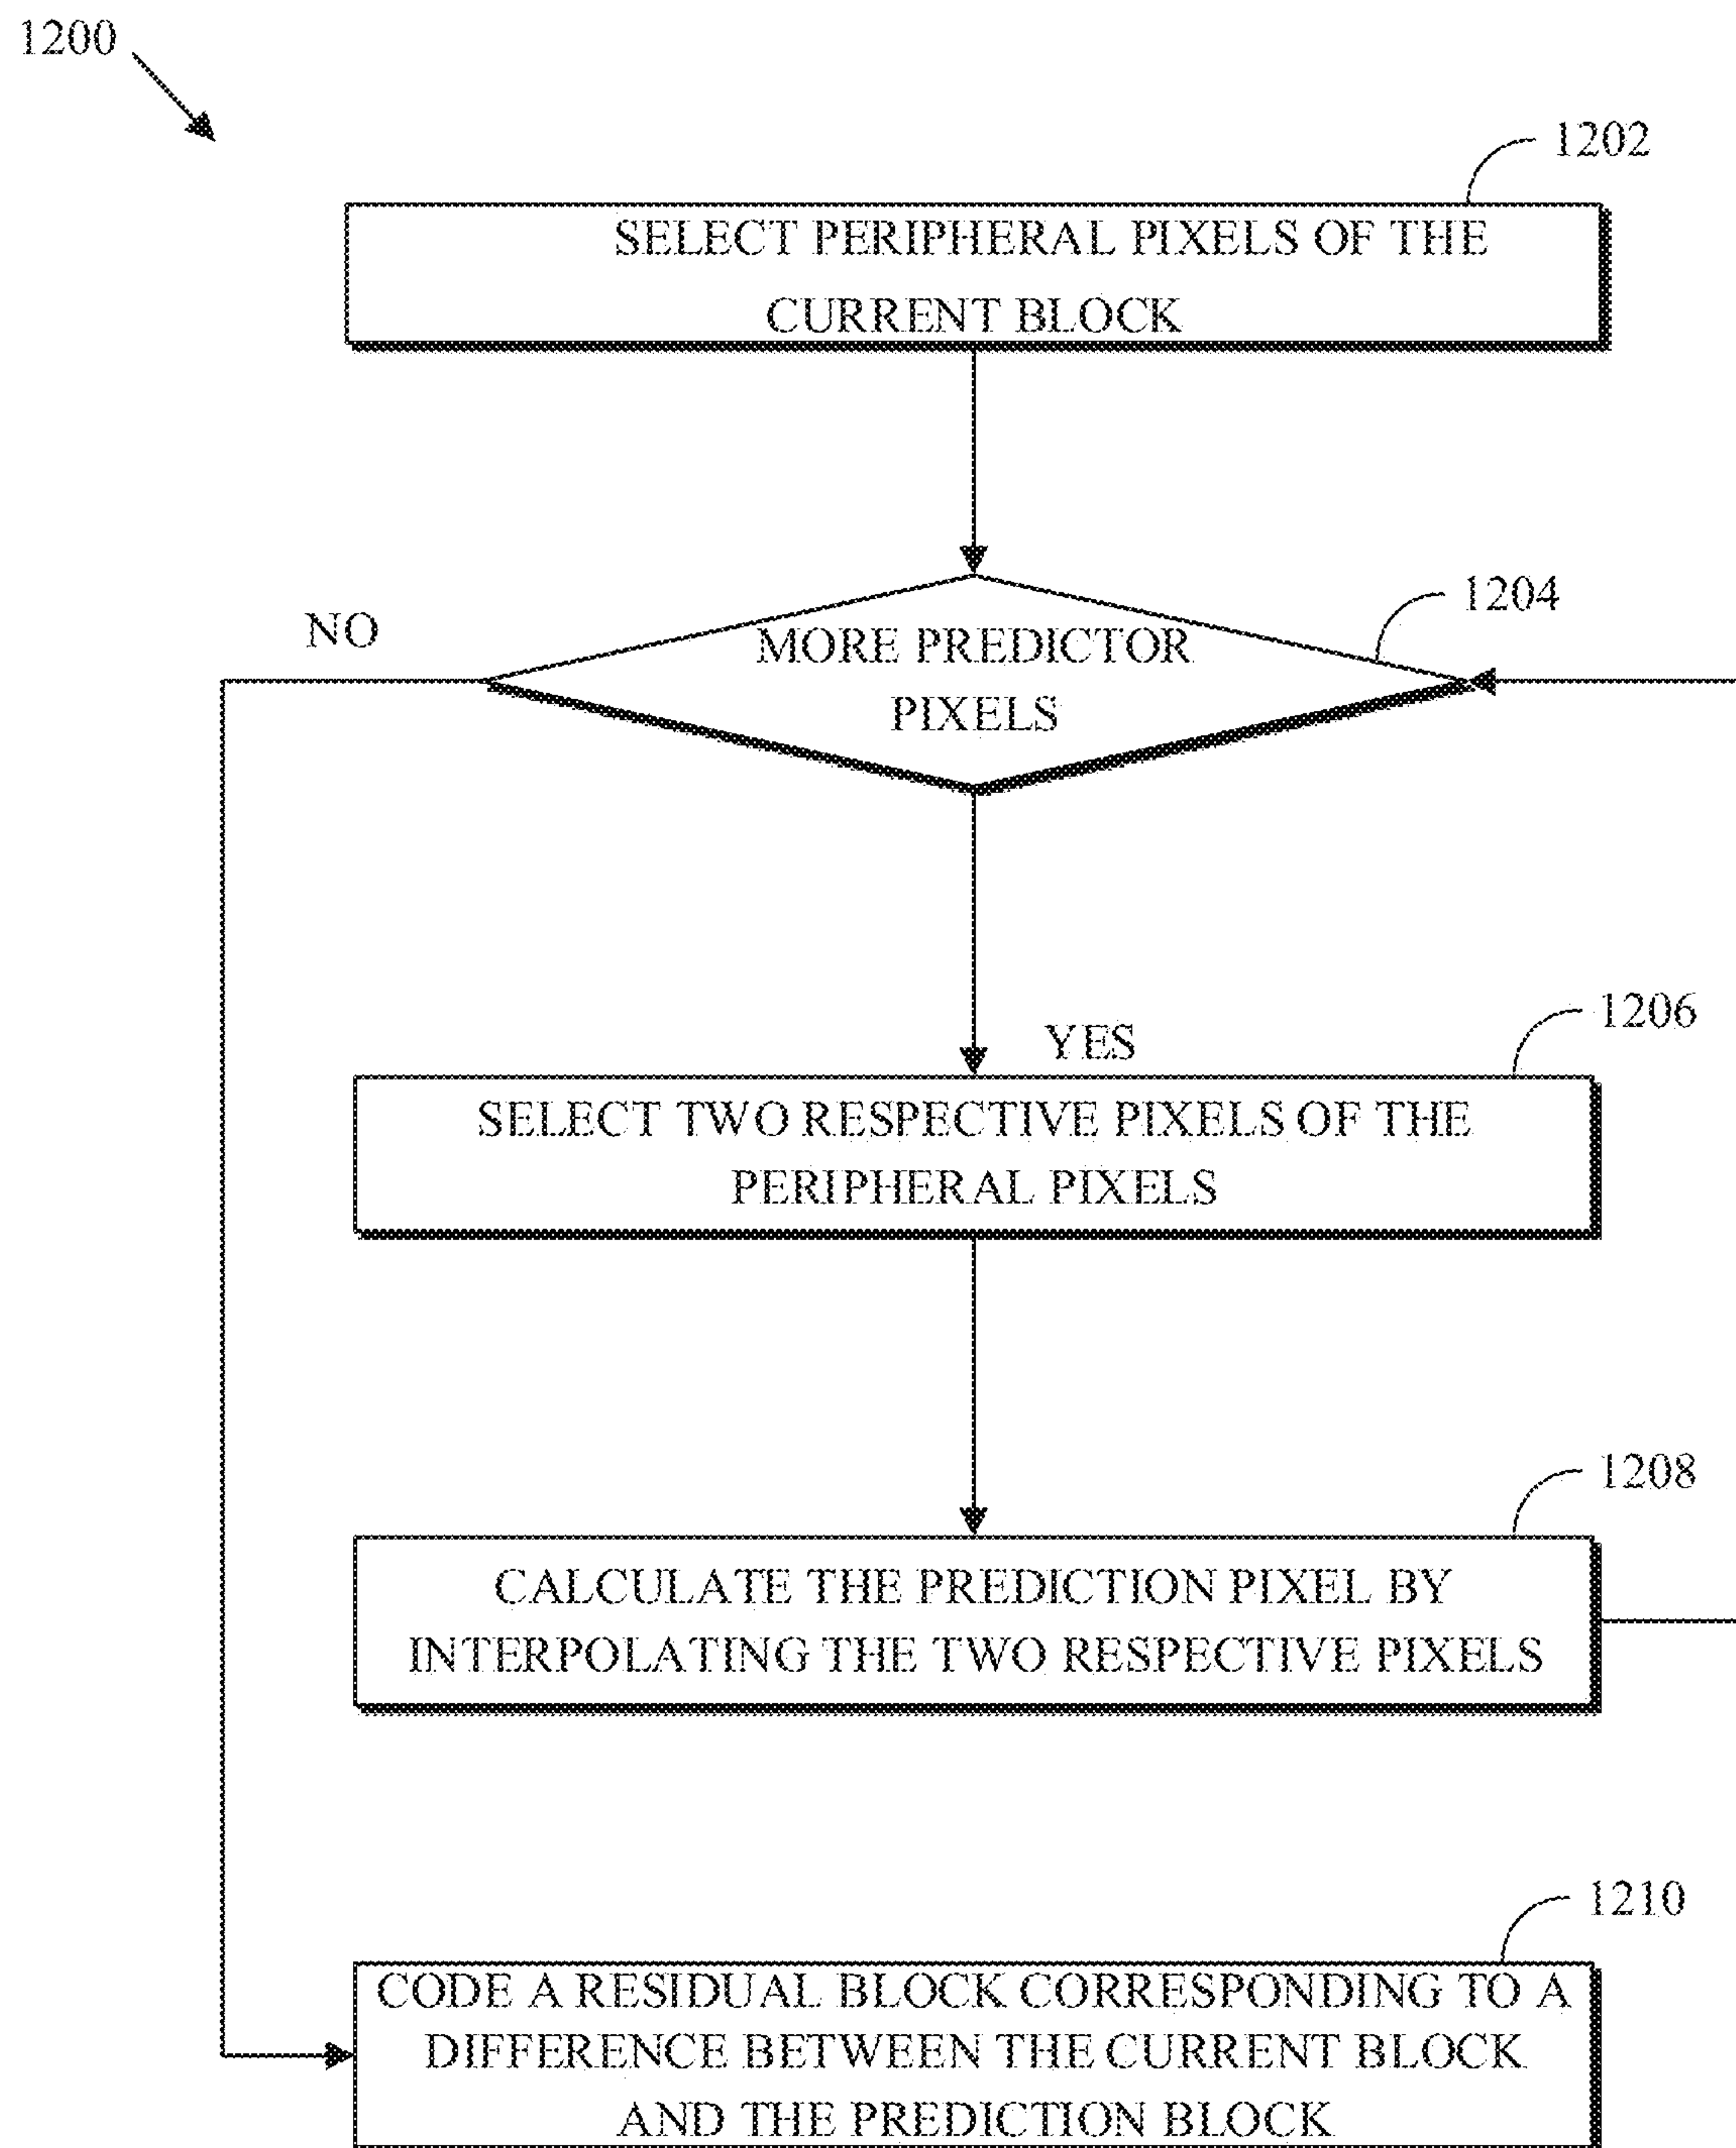 1200
1202
SELECT PERIPHERAL PIXELS OF THE
CURRENT BLOCK
1204
NO
MORE PREDICTOR
PIXELS
1206
YES
SELECT TWO RESPECTIVE PIXELS OF THE
PERIPHERAL PIXELS
1208
CALCULATE THE PREDICTION PIXEL BY
INTERPOLATING THE TWO RESPECTIVE PIXELS
1210
CODE A RESIDUAL BLOCK CORRESPONDING TO A
DIFFERENCE BETWEEN THE CURRENT BLOCK
AND THE PREDICTION BLOCK